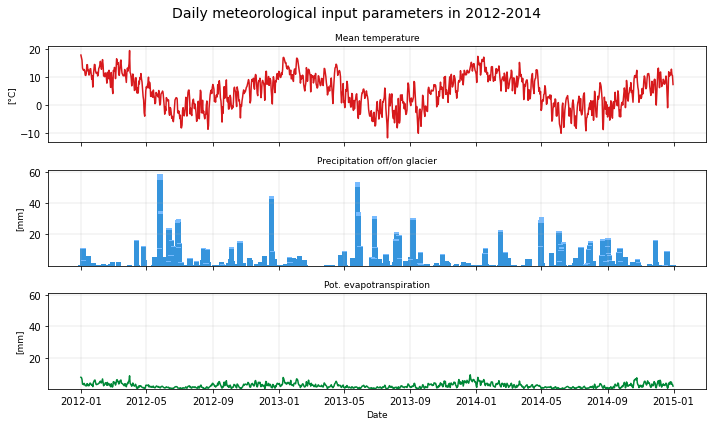 Daily meteorological input parameters in 2012-2014
Mean temperature
[°C]
20
10
0
−10
Precipitation off/on glacier
[mm]
60
40
20
Pot. evapotranspiration
[mm]
60
40
20
2012-01 2012-05 2012-09 2013-01 2013-05 2013-09 2014-01 2014-05 2014-09 2015-01
Date